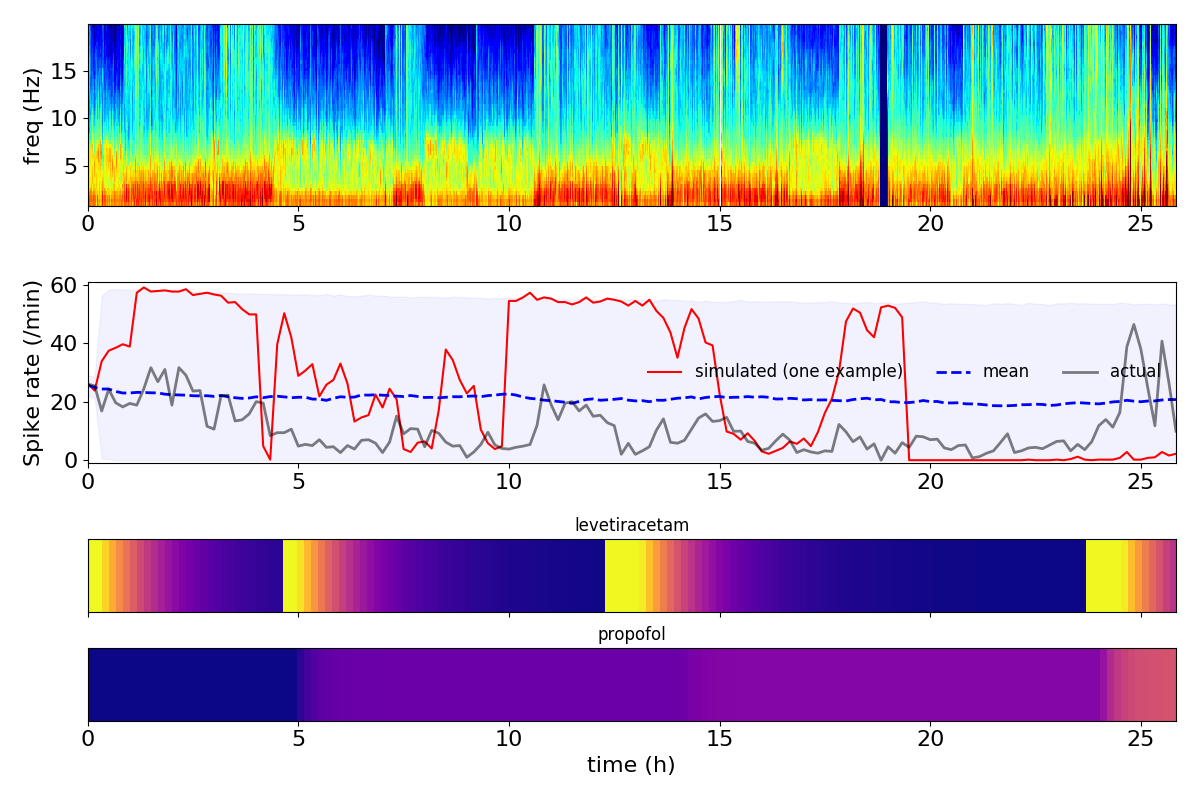 freq (Hz)
15
10
5
0 5 10 15 20 25
Spike rate (/min)
60
40
20
0
simulated (one example) mean actual
0 5 10 15 20 25
levetiracetam
propofol
0 5 10 15 20 25
time (h)